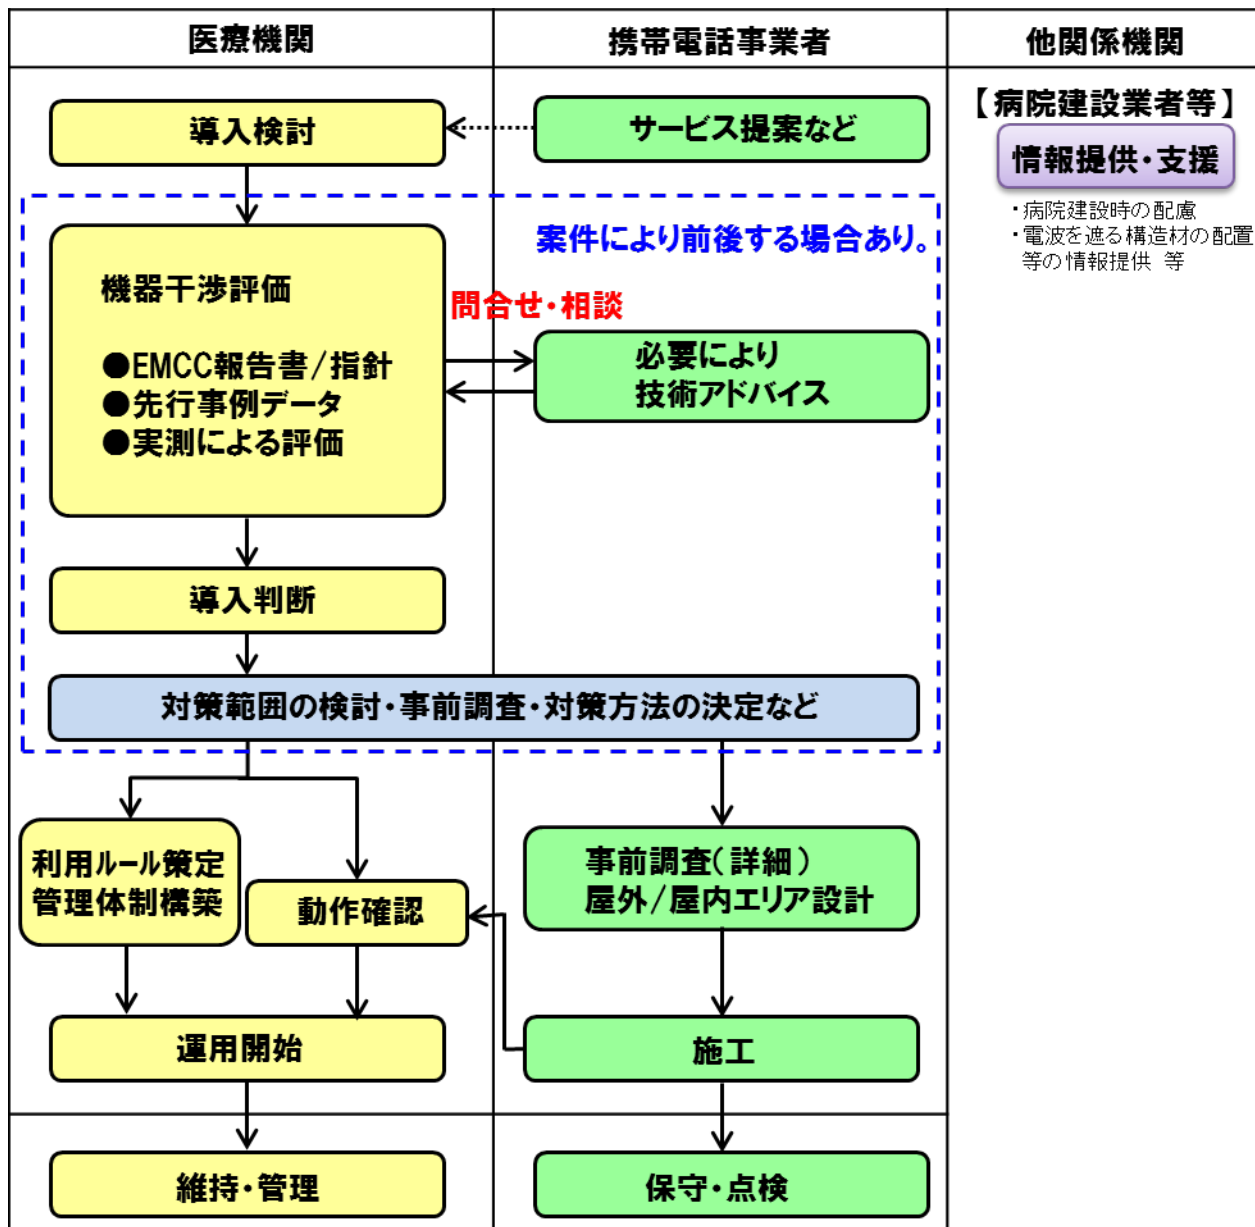 医療機関
携帯電話事業者
他関係機関
導入検討
サービス提案など
【病院建設業者等】
情報提供・支援
・病院建設時の配慮
・電波を遮る構造材の配置
等の情報提供 等
案件により前後する場合あり。
機器干渉評価
●EMCC報告書/指針
●先行事例データ
●実測による評価
問合せ・相談
必要により
技術アドバイス
導入判断
対策範囲の検討・事前調査・対策方法の決定など
利用ルール策定
管理体制構築
動作確認
事前調査(詳細)
屋外/屋内エリア設計
運用開始
施工
維持・管理
保守・点検